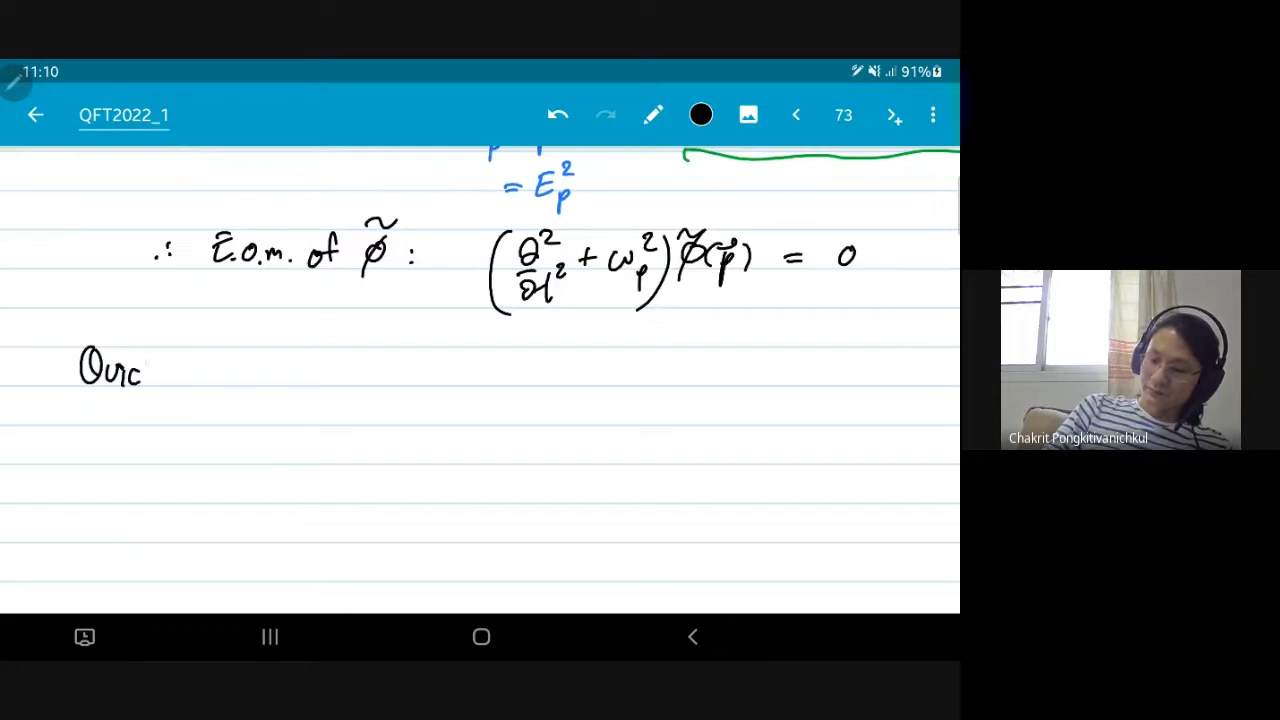 11:10 91%
QFT2022_1 73
= E_p^2
∴ E.O.M. of φ̃ : (∂²/∂t² + ω_p²) φ̃(p⃗) = 0
Our
Chakrit Pongkitivanichkul